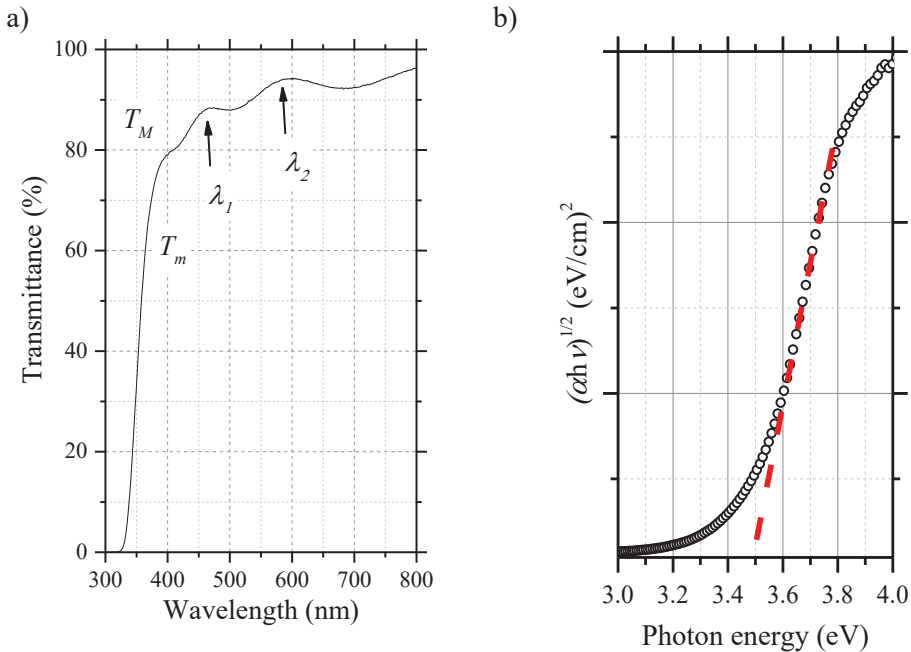 a)
100
80
60
40
20
0
Transmittance (%)
T_M
T_m
λ_1
λ_2
300 400 500 600 700 800
Wavelength (nm)
b)
(αhν)^{1/2} (eV/cm)^2
3.0 3.2 3.4 3.6 3.8 4.0
Photon energy (eV)